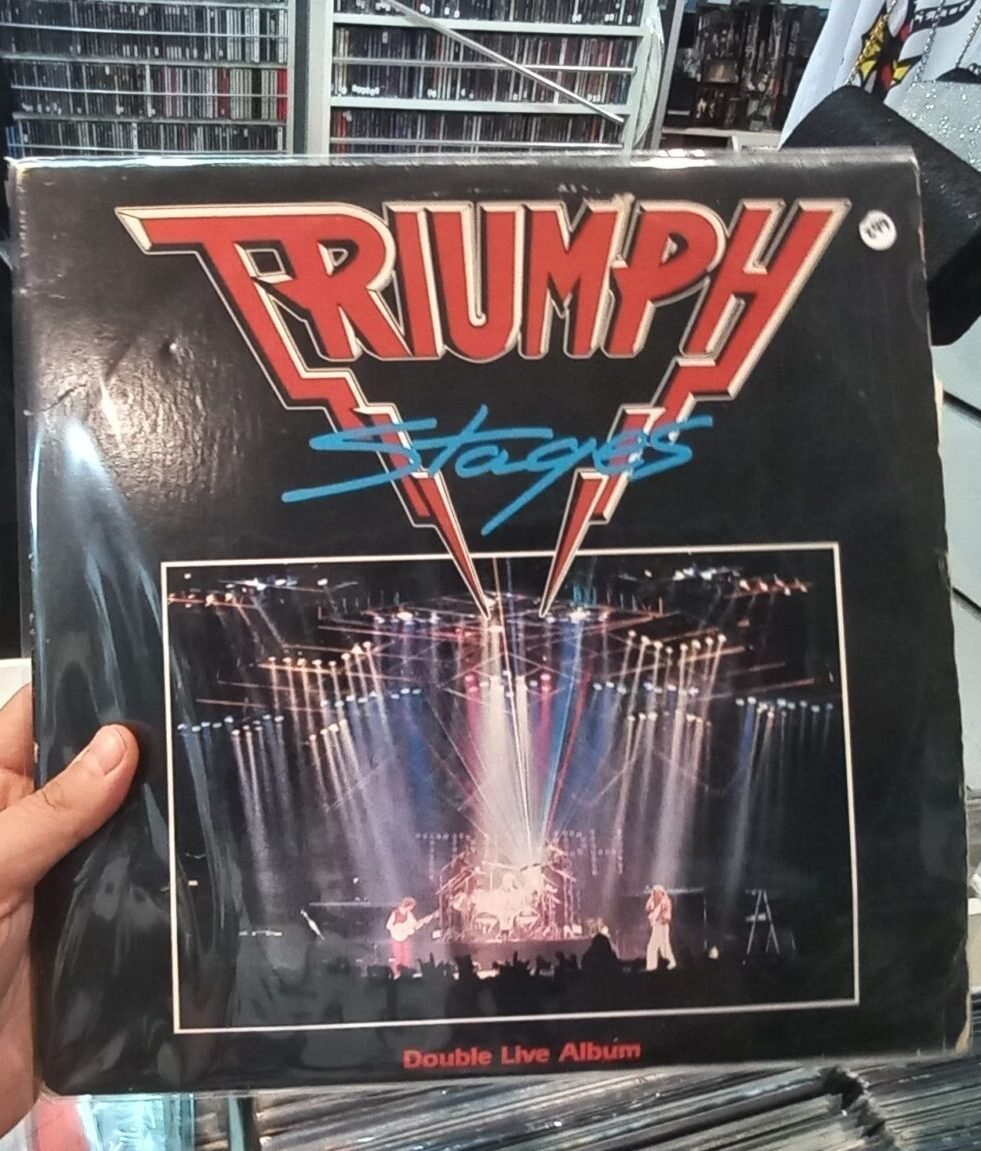 TRIUMPH
Stages
Double Live Album